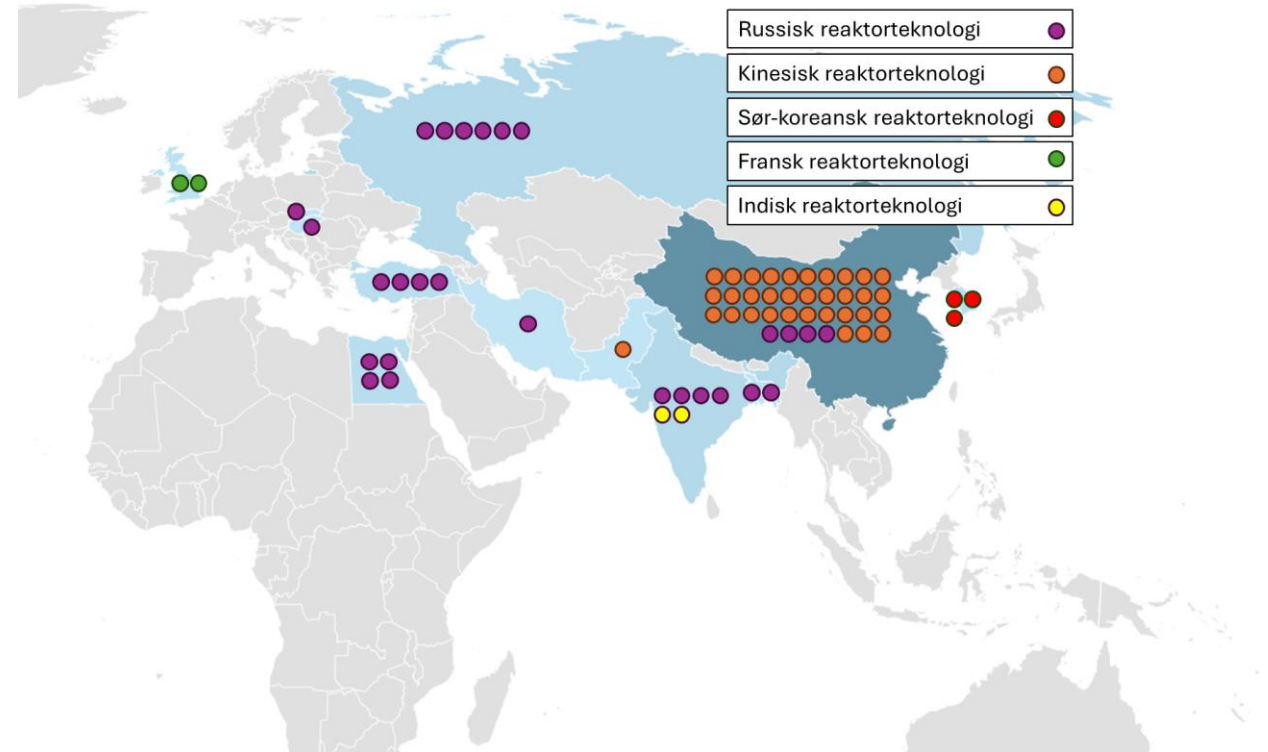 Russisk reaktorteknologi
Kinesisk reaktorteknologi
Sør-koreansk reaktorteknologi
Fransk reaktorteknologi
Indisk reaktorteknologi